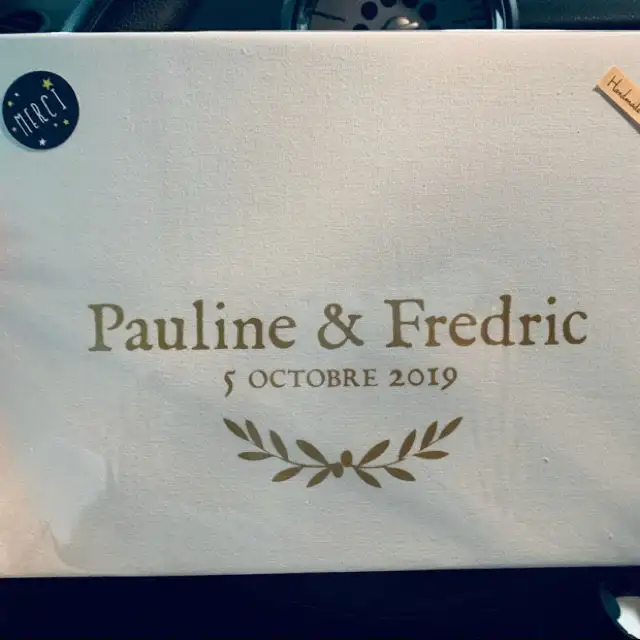 MERCI
Pauline & Fredric
5 OCTOBRE 2019